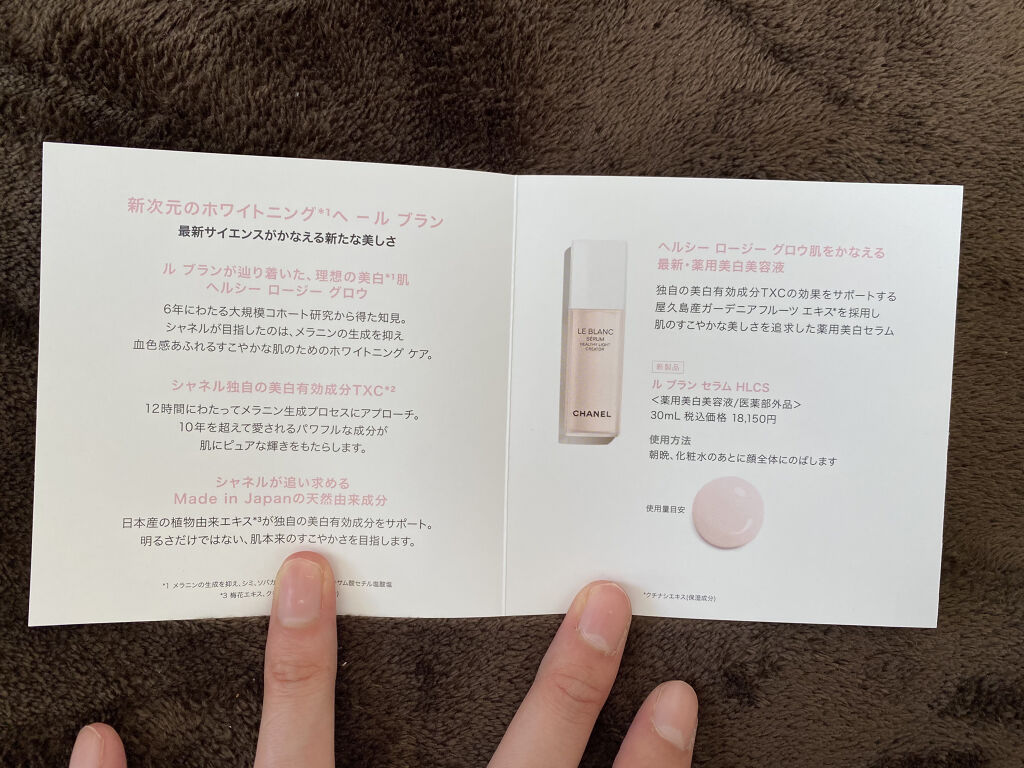 新次元のホワイトニング*1へ ー ル ブラン
最新サイエンスがかなえる新たな美しさ
ル ブランが辿り着いた、理想の美白*1肌
ヘルシー ロージー グロウ
6年にわたる大規模コホート研究から得た知見。
シャネルが目指したのは、メラニンの生成を抑え
血色感あふれるすこやかな肌のためのホワイトニング ケア。
シャネル独自の美白有効成分TXC*2
12時間にわたってメラニン生成プロセスにアプローチ。
10年を超えて愛されるパワフルな成分が
肌にピュアな輝きをもたらします。
シャネルが追い求める
Made in Japanの天然由来成分
日本産の植物由来エキス*3が独自の美白有効成分をサポート。
明るさだけではない、肌本来のすこやかさを目指します。
*1 メラニンの生成を抑え、シミ、ソバカ サム酸セチル塩酸塩
*3 梅花エキス、ク
LE BLANC
SÉRUM
HEALTHY LIGHT
CREATOR
CHANEL
ヘルシー ロージー グロウ肌をかなえる
最新・薬用美白美容液
独自の美白有効成分TXCの効果をサポートする
屋久島産ガーデニアフルーツ エキス*を採用し
肌のすこやかな美しさを追求した薬用美白セラム
新製品
ル ブラン セラム HLCS
＜薬用美白美容液/医薬部外品＞
30mL 税込価格 18,150円
使用方法
朝晩、化粧水のあとに顔全体にのばします
使用量目安
*クチナシエキス(保湿成分)